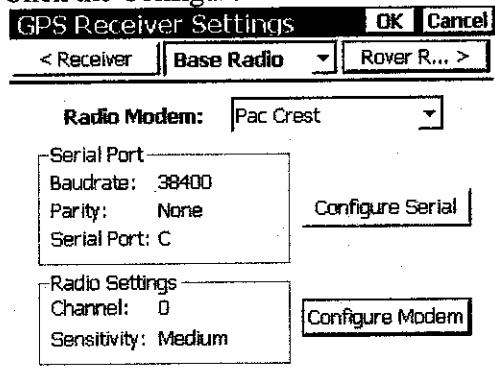 GPS Receiver Settings OK Cancel
< Receiver Base Radio Rover R... >
Radio Modem: Pac Crest
Serial Port
Baudrate: 38400
Parity: None
Configure Serial
Serial Port: C
Radio Settings
Channel: 0
Configure Modem
Sensitivity: Medium